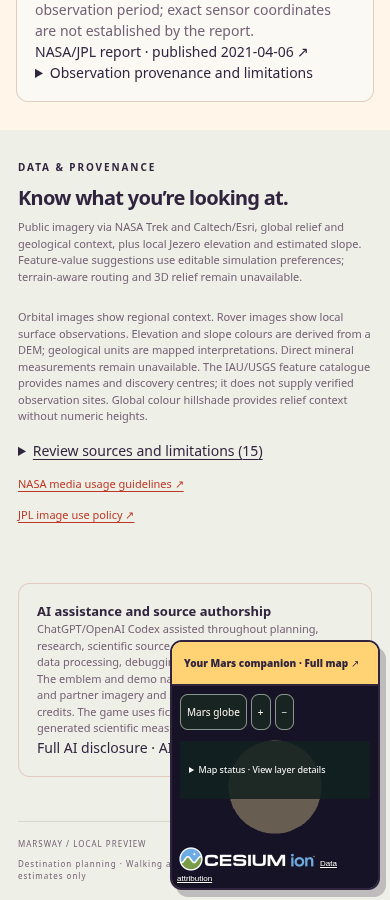 observation period; exact sensor coordinates
are not established by the report.
NASA/JPL report · published 2021-04-06 ↗
▶ Observation provenance and limitations
DATA & PROVENANCE
Know what you’re looking at.
Public imagery via NASA Trek and Caltech/Esri, global relief and
geological context, plus local Jezero elevation and estimated slope.
Feature-value suggestions use editable simulation preferences;
terrain-aware routing and 3D relief remain unavailable.
Orbital images show regional context. Rover images show local
surface observations. Elevation and slope colours are derived from a
DEM; geological units are mapped interpretations. Direct mineral
measurements remain unavailable. The IAU/USGS feature catalogue
provides names and discovery centres; it does not supply verified
observation sites. Global colour hillshade provides relief context
without numeric heights.
▶ Review sources and limitations (15)
NASA media usage guidelines ↗
JPL image use policy ↗
AI assistance and source authorship
ChatGPT/OpenAI Codex assisted throughout planning,
research, scientific source
data processing, debuggin
The emblem and demo na
and partner imagery and
credits. The game uses fic
generated scientific meas
Full AI disclosure · AI
MARSWAY / LOCAL PREVIEW
Destination planning · Walking a
estimates only
Your Mars companion · Full map ↗
Mars globe + −
▶ Map status · View layer details
CESIUM ion Data
attribution